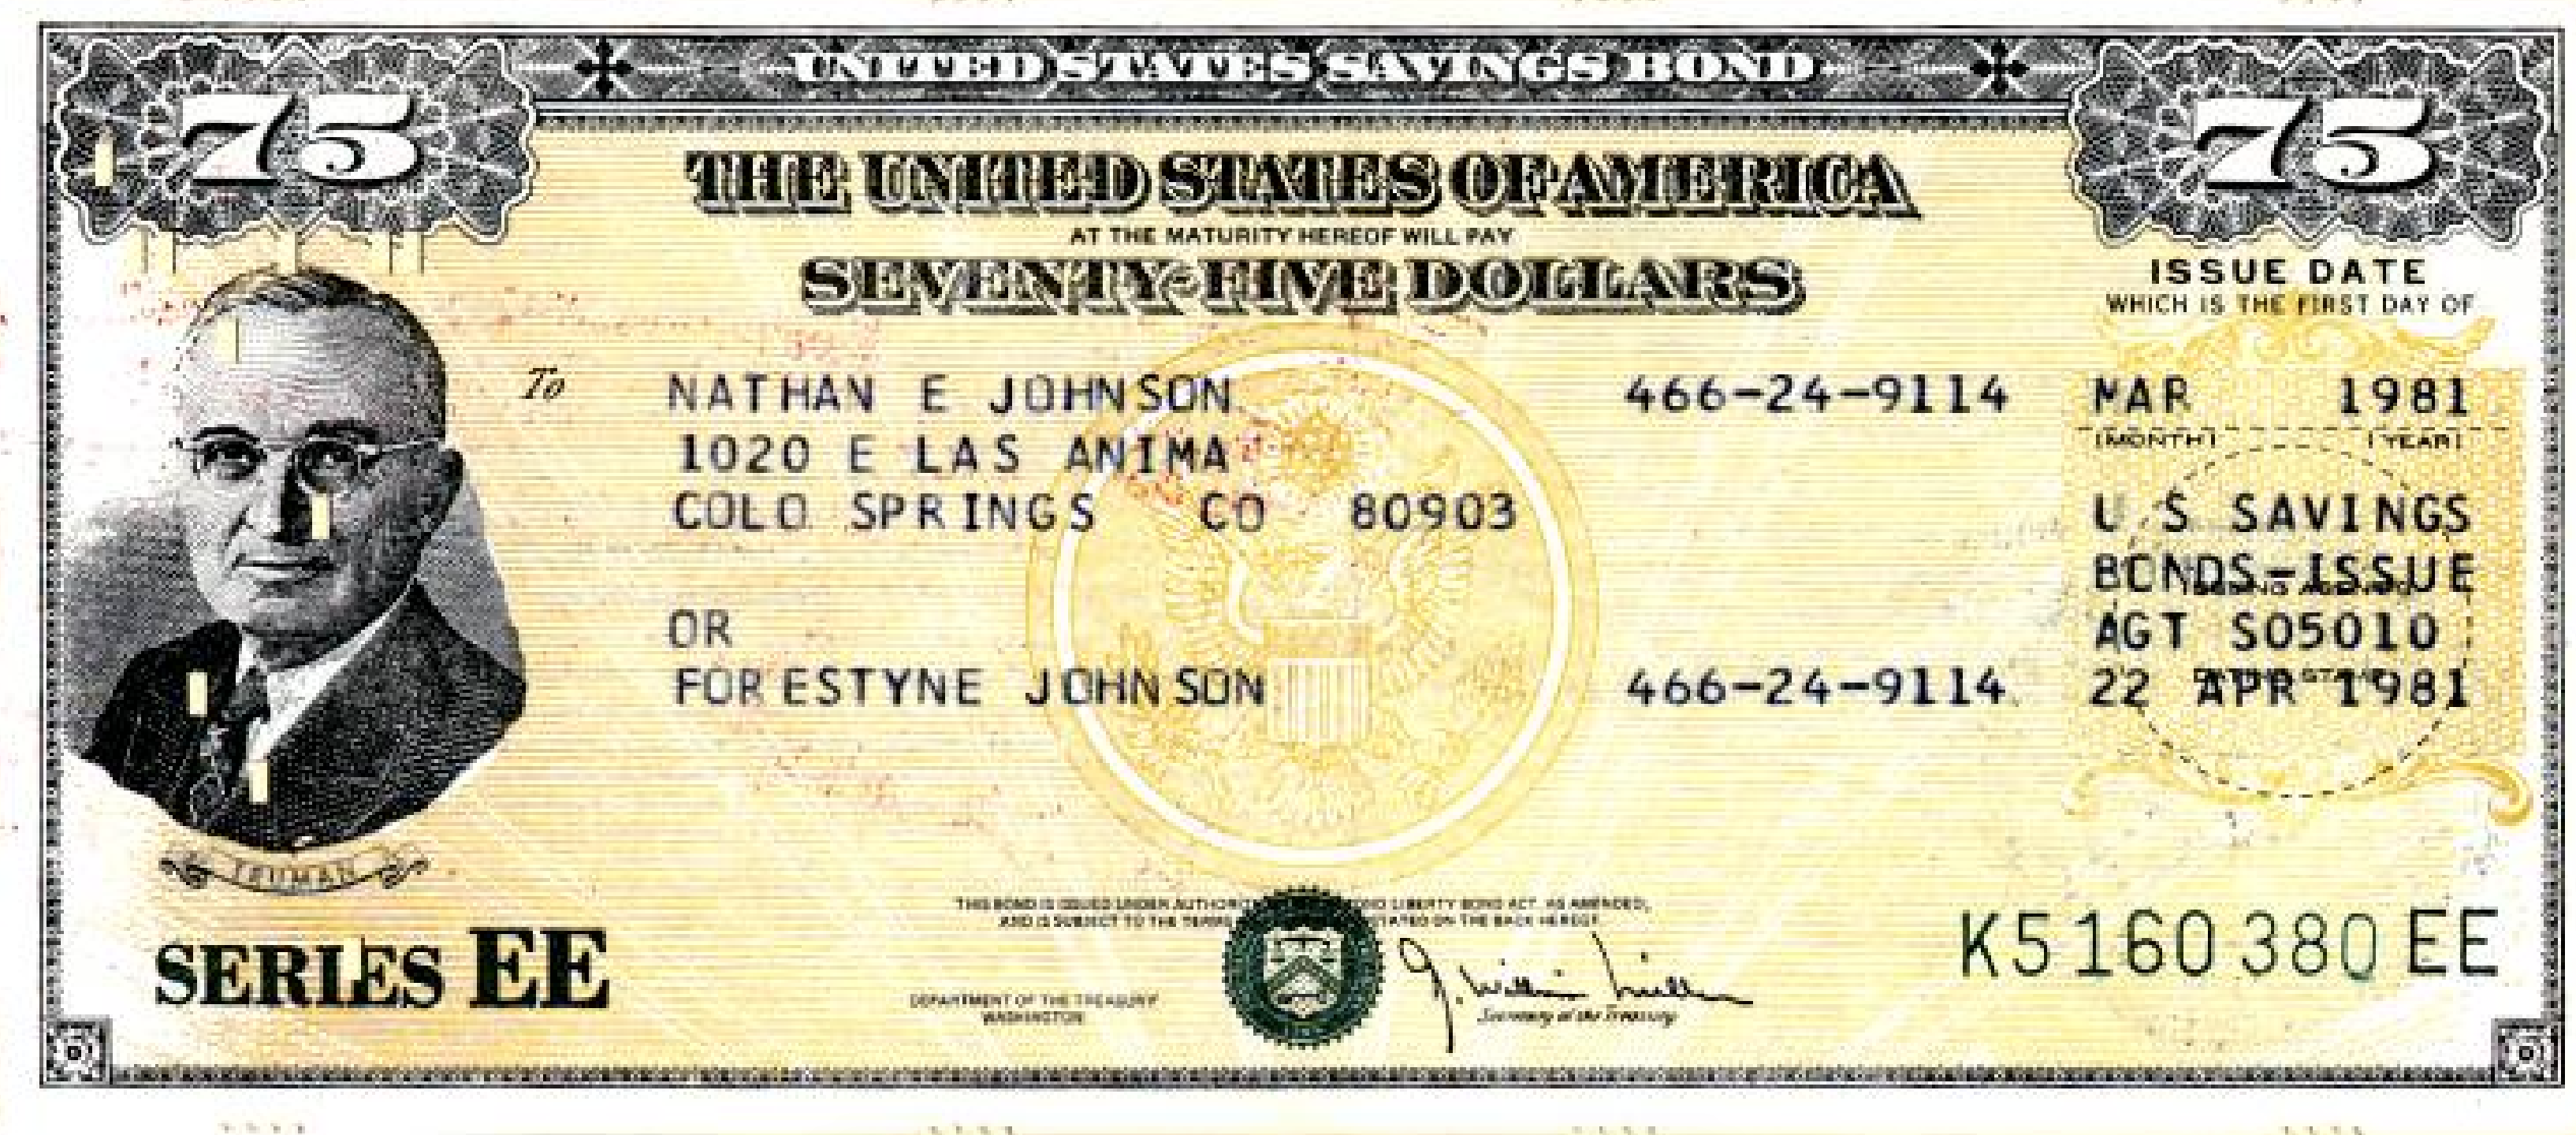 UNITED STATES SAVINGS BOND
75
75
THE UNITED STATES OF AMERICA
AT THE MATURITY HEREOF WILL PAY
SEVENTY-FIVE DOLLARS
ISSUE DATE
WHICH IS THE FIRST DAY OF
To NATHAN E JOHNSON 466-24-9114 MAR 1981
1020 E LAS ANIMA (MONTH) (YEAR)
COLO SPRINGS CO 80903 U S SAVINGS
BONDS-ISSUE
OR AGT S05010
FORESTYNE JOHNSON 466-24-9114 22 APR 1981
TRUMAN
THIS BOND IS ISSUED UNDER LIBERTY BOND ACT, AS AMENDED,
AND IS SUBJECT TO THE TERMS STATED ON THE BACK HEREOF
SERIES EE
K5160380EE
DEPARTMENT OF THE TREASURY
WASHINGTON
G. William Miller
Secretary of the Treasury